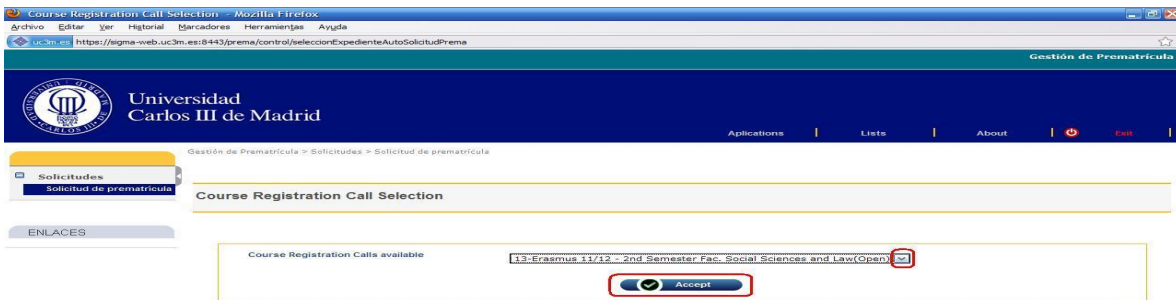 Course Registration Call Selection - Mozilla Firefox
Archivo Editar Ver Historial Marcadores Herramientas Ayuda
uc3m.es https://sigma-web.uc3m.es:8443/prema/control/seleccionExpedienteAutoSolicitudPrema
Gestión de Prematrícula
Universidad
Carlos III de Madrid
Aplications | Lists | About | Exit |
Gestión de Prematrícula > Solicitudes > Solicitud de prematrícula
Solicitudes
Solicitud de prematrícula
Course Registration Call Selection
ENLACES
Course Registration Calls available
13-Erasmus 11/12 - 2nd Semester Fac. Social Sciences and Law(Open)
Accept